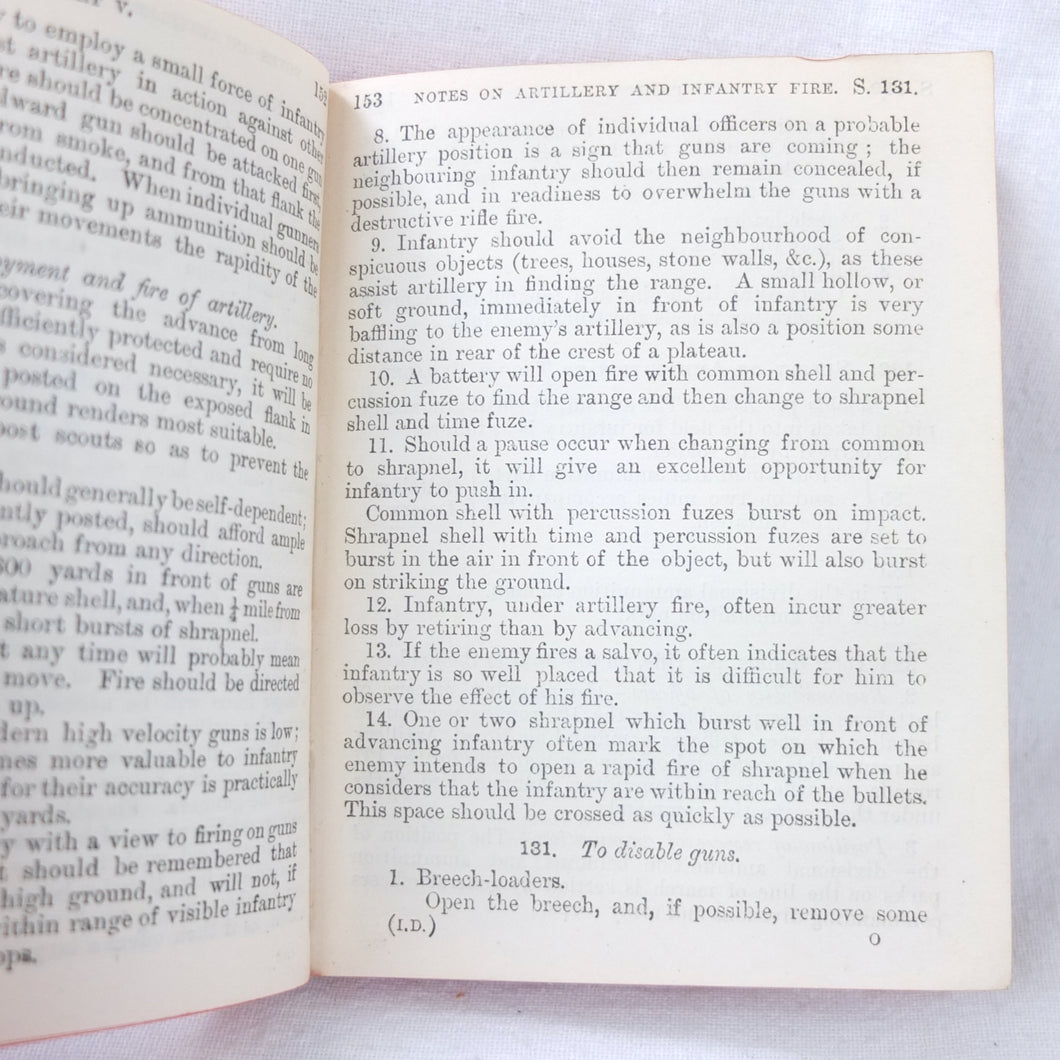 V.
to employ a small force of infantry
artillery in action against other
should be concentrated on one gun
gun should be attacked first,
from smoke, and from that flank the
When individual gunners
bringing up ammunition should be
their movements the rapidity of the
and fire of artillery.
covering the advance from long
protected and require no
considered necessary, it will be
posted on the exposed flank in
renders most suitable.
scouts so as to prevent the
should generally be self-dependent;
posted, should afford ample
from any direction.
yards in front of guns are
shell, and, when ¼ mile from
short bursts of shrapnel.
any time will probably mean
move. Fire should be directed
up.
high velocity guns is low;
more valuable to infantry
for their accuracy is practically
yards.
with a view to firing on guns
should be remembered that
high ground, and will not, if
within range of visible infantry
152
153 NOTES ON ARTILLERY AND INFANTRY FIRE. S. 131.
8. The appearance of individual officers on a probable
artillery position is a sign that guns are coming; the
neighbouring infantry should then remain concealed, if
possible, and in readiness to overwhelm the guns with a
destructive rifle fire.
9. Infantry should avoid the neighbourhood of con-
spicuous objects (trees, houses, stone walls, &c.), as these
assist artillery in finding the range. A small hollow, or
soft ground, immediately in front of infantry is very
baffling to the enemy's artillery, as is also a position some
distance in rear of the crest of a plateau.
10. A battery will open fire with common shell and per-
cussion fuze to find the range and then change to shrapnel
shell and time fuze.
11. Should a pause occur when changing from common
to shrapnel, it will give an excellent opportunity for
infantry to push in.
Common shell with percussion fuzes burst on impact.
Shrapnel shell with time and percussion fuzes are set to
burst in the air in front of the object, but will also burst
on striking the ground.
12. Infantry, under artillery fire, often incur greater
loss by retiring than by advancing.
13. If the enemy fires a salvo, it often indicates that the
infantry is so well placed that it is difficult for him to
observe the effect of his fire.
14. One or two shrapnel which burst well in front of
advancing infantry often mark the spot on which the
enemy intends to open a rapid fire of shrapnel when he
considers that the infantry are within reach of the bullets.
This space should be crossed as quickly as possible.
131. To disable guns.
1. Breech-loaders.
Open the breech, and, if possible, remove some
(I.D.)
O